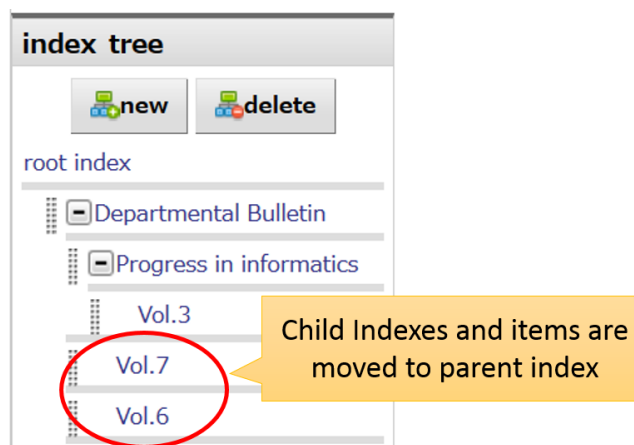 index tree
new delete
root index
Departmental Bulletin
Progress in informatics
Vol.3
Vol.7
Vol.6
Child Indexes and items are
moved to parent index